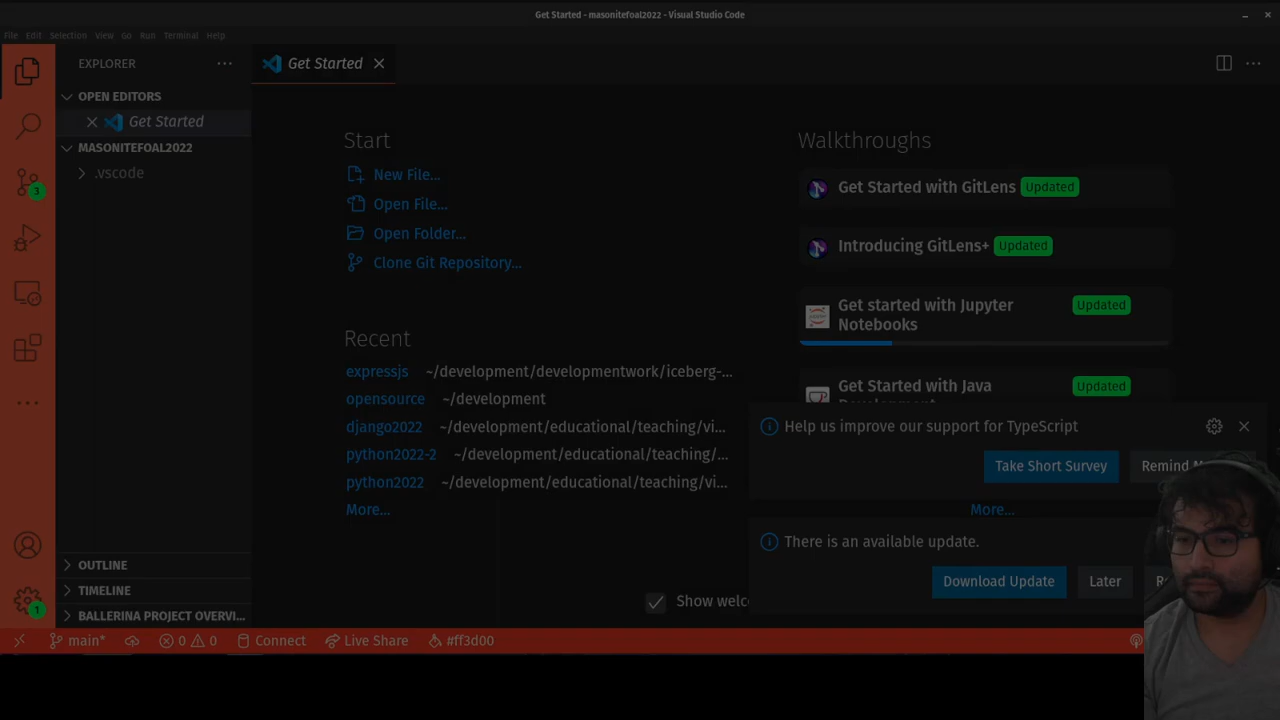 Get Started - masonitefoal2022 - Visual Studio Code
File Edit Selection View Go Run Terminal Help
EXPLORER
Get Started
OPEN EDITORS
Get Started
MASONITEFOAL2022
.vscode
3
Start
New File...
Open File...
Open Folder...
Clone Git Repository...
Recent
expressjs ~/development/developmentwork/iceberg-...
opensource ~/development
django2022 ~/development/educational/teaching/vi...
python2022-2 ~/development/educational/teaching/...
python2022 ~/development/educational/teaching/vi...
More...
Walkthroughs
Get Started with GitLens Updated
Introducing GitLens+ Updated
Get started with Jupyter Notebooks Updated
Get Started with Java Updated
Help us improve our support for TypeScript
Take Short Survey Remind
More...
There is an available update.
Download Update Later
Show welc
OUTLINE
TIMELINE
BALLERINA PROJECT OVERVI...
1
main* 0 0 Connect Live Share #ff3d00